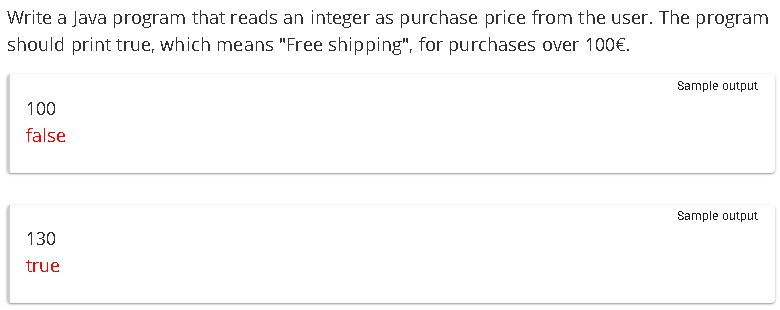 Write a Java program that reads an integer as purchase price from the user. The program
should print true, which means "Free shipping", for purchases over 100€.
Sample output
100
false
Sample output
130
true